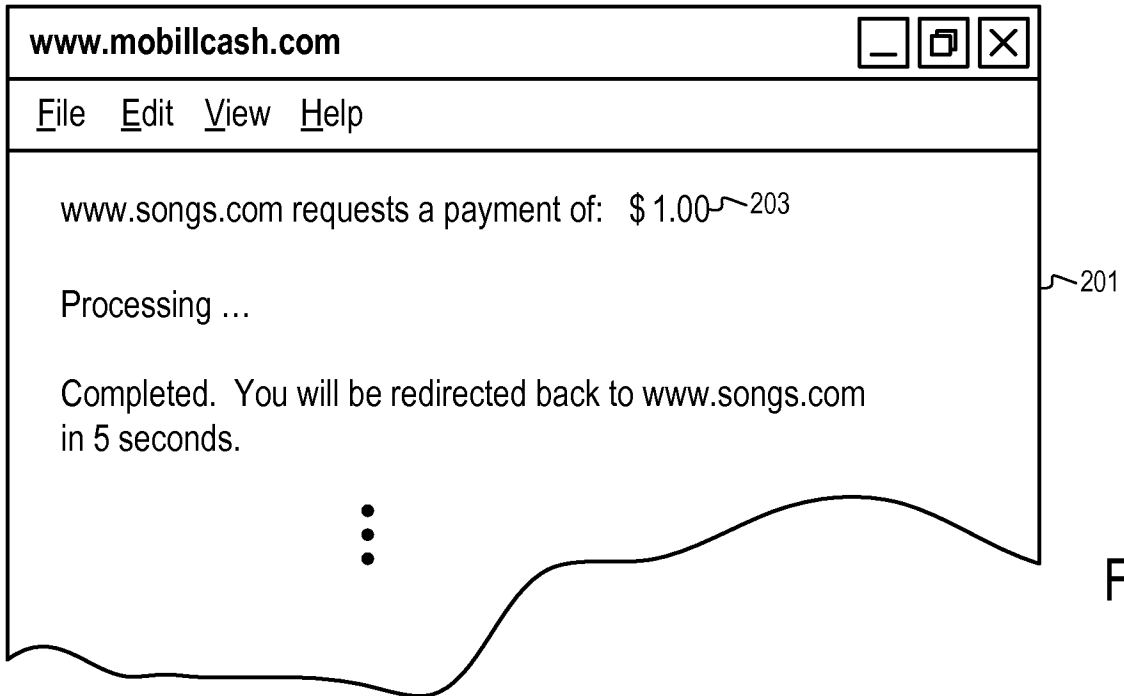 www.mobillcash.com
File Edit View Help
www.songs.com requests a payment of: $ 1.00 203
201
Processing …
Completed. You will be redirected back to www.songs.com
in 5 seconds.
F